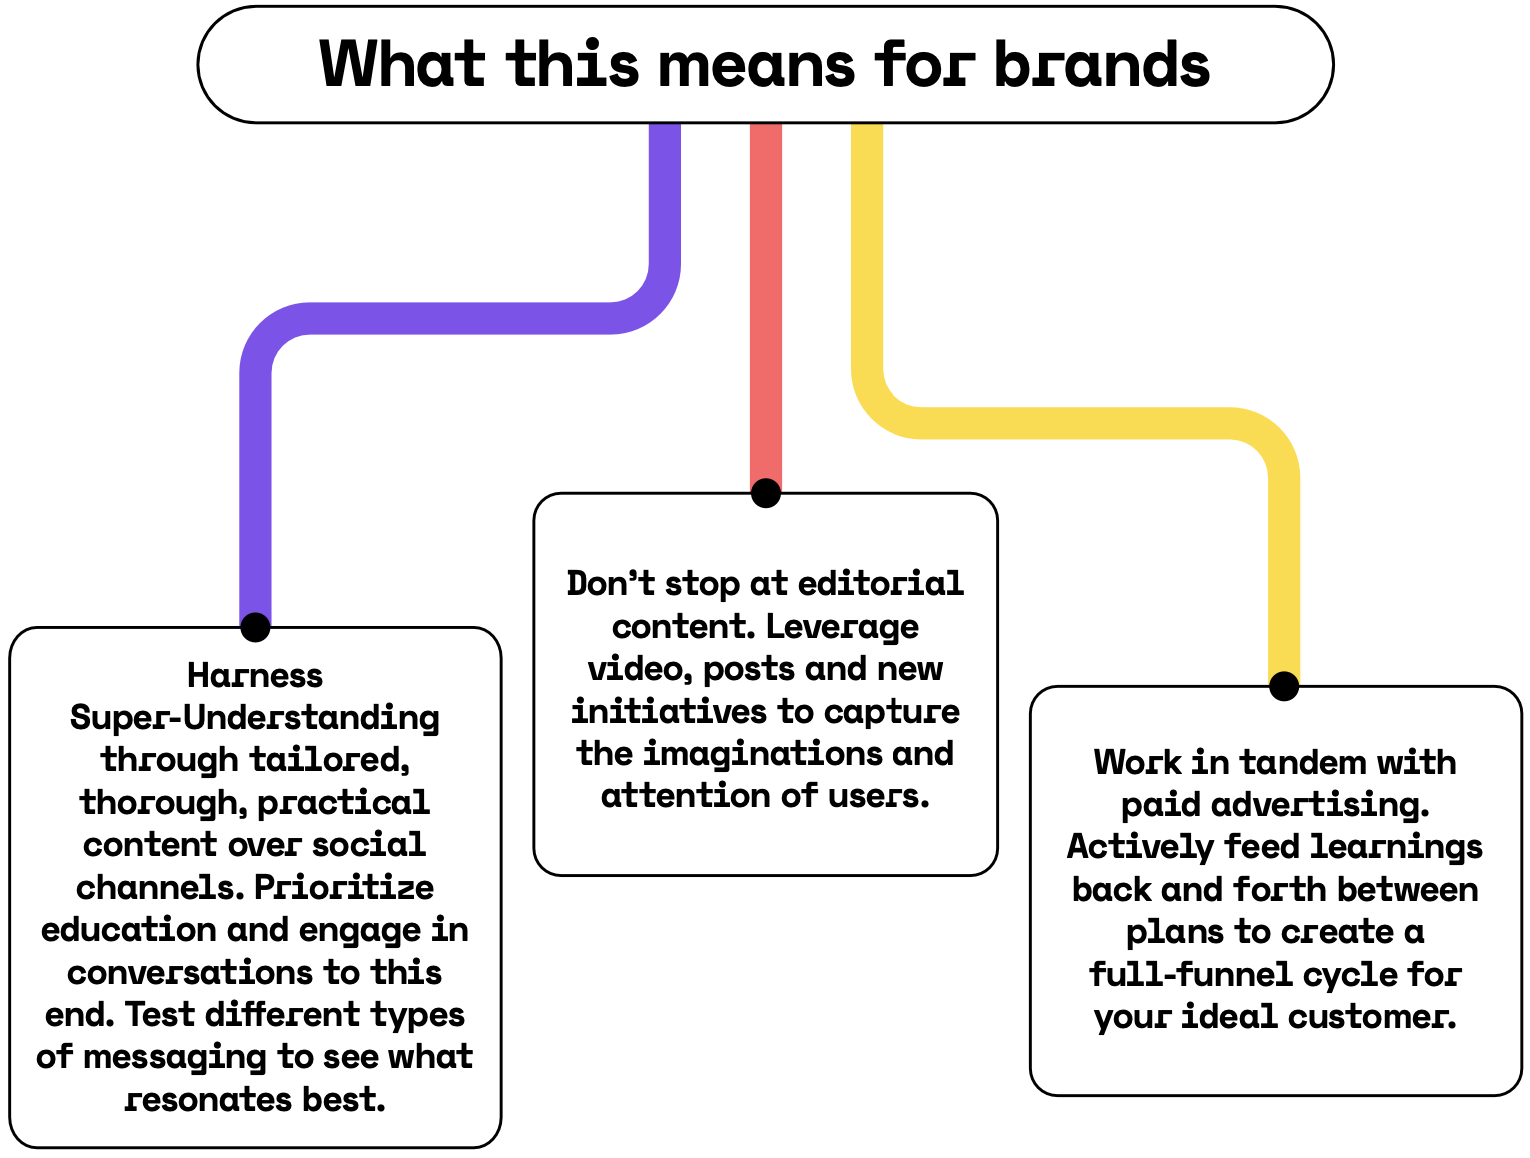 What this means for brands
Harness
Super-Understanding
through tailored,
thorough, practical
content over social
channels. Prioritize
education and engage in
conversations to this
end. Test different types
of messaging to see what
resonates best.
Don’t stop at editorial
content. Leverage
video, posts and new
initiatives to capture
the imaginations and
attention of users.
Work in tandem with
paid advertising.
Actively feed learnings
back and forth between
plans to create a
full-funnel cycle for
your ideal customer.